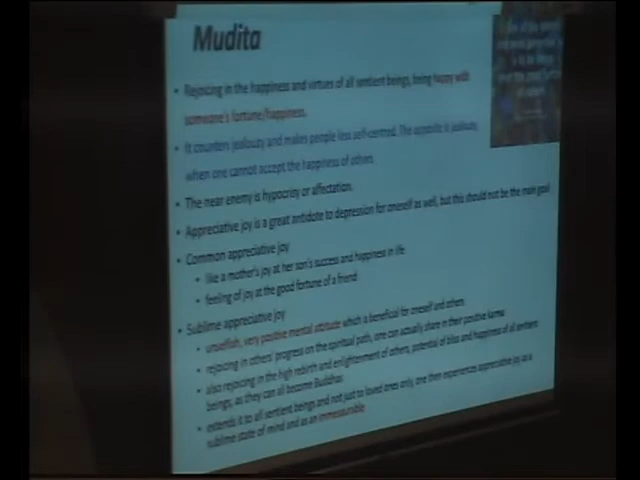 Mudita
• Rejoicing in the happiness and virtues of all sentient beings, being happy with
someone's fortune/happiness.
• It counters jealousy and makes people less self-centred. The opposite is jealousy,
when one cannot accept the happiness of others
• The near enemy is hypocrisy or affectation.
• Appreciative joy is a great antidote to depression for oneself as well, but this should not be the main goal
• Common appreciative joy
• like a mother's joy at her son's success and happiness in life
• feeling of joy at the good fortune of a friend
• Sublime appreciative joy
• unselfish, very positive mental attitude which is beneficial for oneself and others.
• rejoicing in others' progress on the spiritual path, one can actually share in their positive karma
• also rejoicing in the high rebirth and enlightenment of others, potential of bliss and happiness of all sentient
beings, as they can all become Buddhas
• extends it to all sentient beings and not just to loved ones only, one then experiences appreciative joy as a
sublime state of mind and as an immeasurable